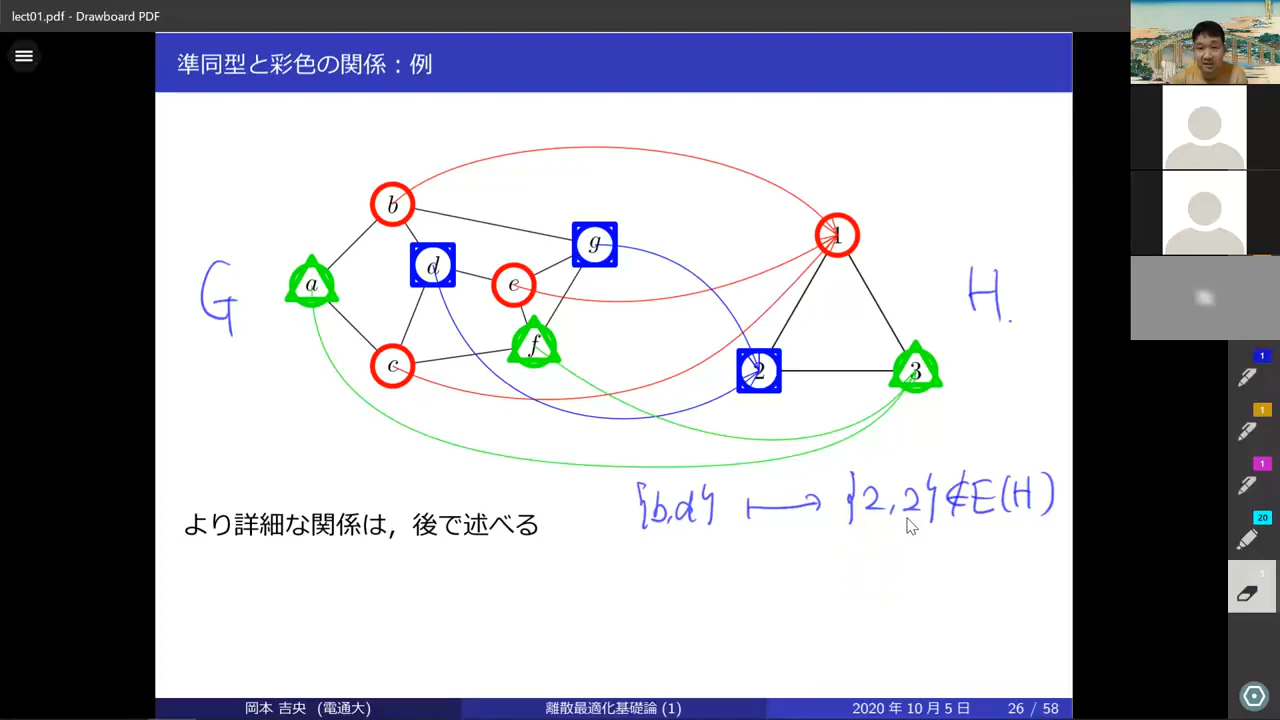 lect01.pdf - Drawboard PDF
準同型と彩色の関係：例
b
g
1
d
G
a
e
H.
f
c
2
3
{b,d} ⟼ {2,2} ∉ E(H)
より詳細な関係は，後で述べる
岡本 吉央 (電通大)
離散最適化基礎論 (1)
2020 年 10 月 5 日
26 / 58
1
1
1
20